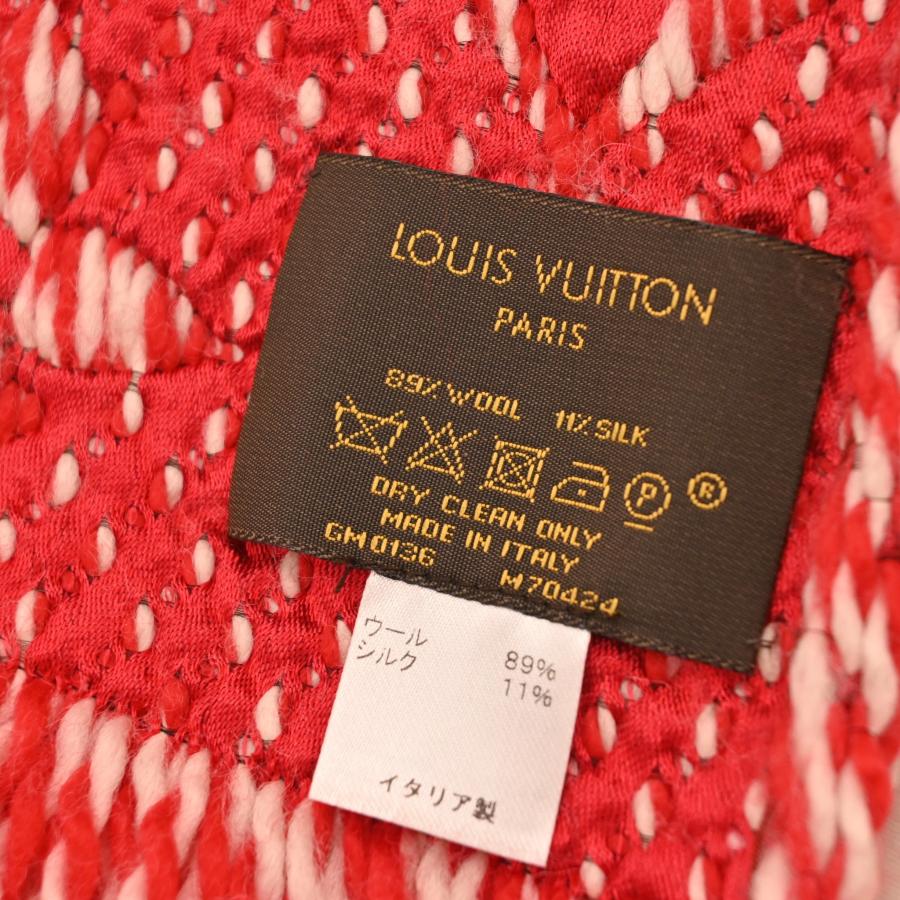 LOUIS VUITTON
PARIS
89% WOOL 11% SILK
P ®
DRY CLEAN ONLY
MADE IN ITALY
GM0136 M70424
ウール 89%
シルク 11%
イタリア製